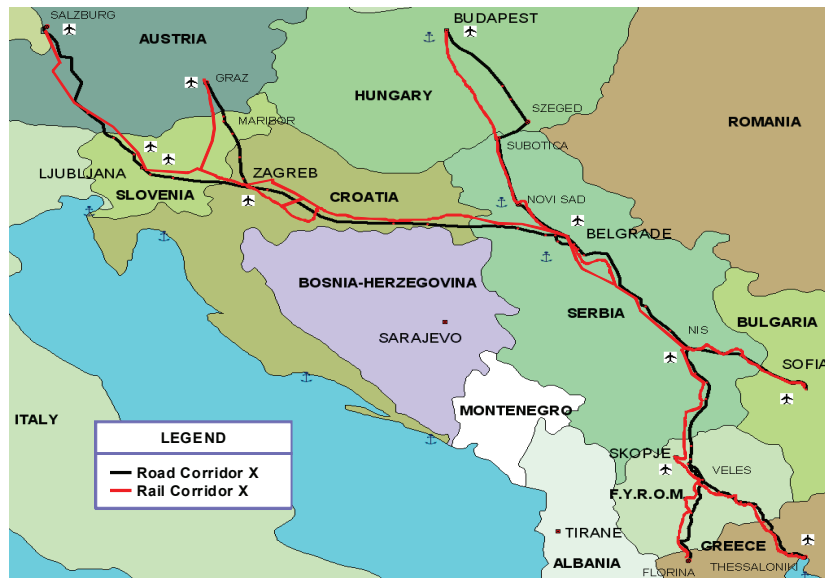 SALZBURG
BUDAPEST
AUSTRIA
GRAZ
HUNGARY
SZEGED
MARIBOR
ROMANIA
SUBOTICA
LJUBLJANA
ZAGREB
SLOVENIA
CROATIA
NOVI SAD
BELGRADE
BOSNIA-HERZEGOVINA
SERBIA
BULGARIA
NIS
SARAJEVO
SOFIA
ITALY
MONTENEGRO
LEGEND
Road Corridor X
Rail Corridor X
SKOPJE
VELES
F.Y.R.O.M.
TIRANE
GREECE
ALBANIA
FLORINA
THESSALONIKI